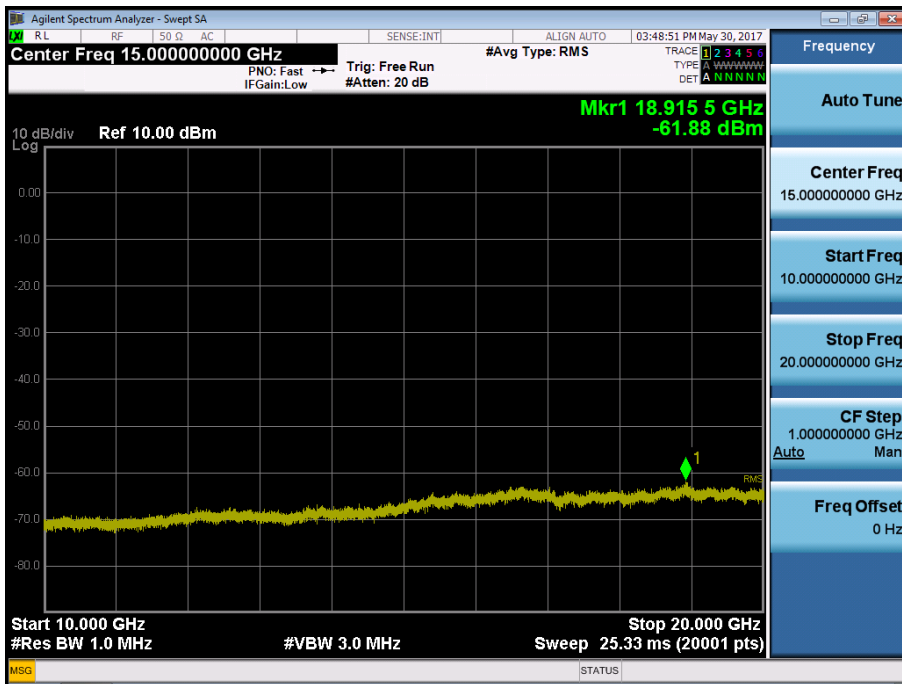 Agilent Spectrum Analyzer - Swept SA
LXI RL RF 50 Ω AC SENSE:INT ALIGN AUTO 03:48:51 PM May 30, 2017
Center Freq 15.000000000 GHz
PNO: Fast
IFGain:Low
Trig: Free Run
#Atten: 20 dB
#Avg Type: RMS
TRACE 1 2 3 4 5 6
TYPE A WWWWW
DET A N N N N N
Mkr1 18.915 5 GHz
-61.88 dBm
10 dB/div Ref 10.00 dBm
Log
0.00
-10.0
-20.0
-30.0
-40.0
-50.0
-60.0
-70.0
-80.0
1
RMS
Start 10.000 GHz Stop 20.000 GHz
#Res BW 1.0 MHz #VBW 3.0 MHz Sweep 25.33 ms (20001 pts)
MSG STATUS
Frequency
Auto Tune
Center Freq
15.000000000 GHz
Start Freq
10.000000000 GHz
Stop Freq
20.000000000 GHz
CF Step
1.000000000 GHz
Auto Man
Freq Offset
0 Hz